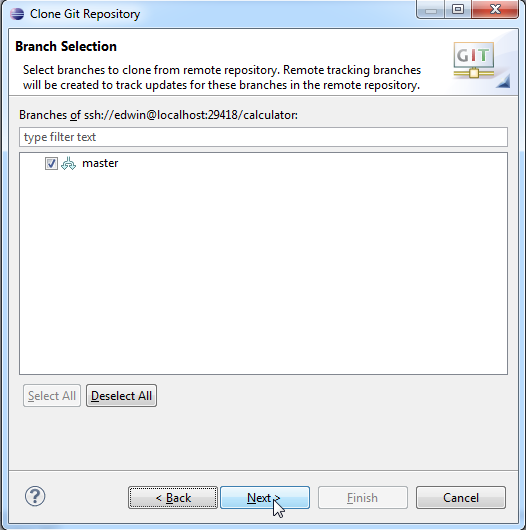 Clone Git Repository
Branch Selection
Select branches to clone from remote repository. Remote tracking branches
will be created to track updates for these branches in the remote repository.
GIT
Branches of ssh://edwin@localhost:29418/calculator:
type filter text
master
Select All
Deselect All
?
< Back
Next >
Finish
Cancel